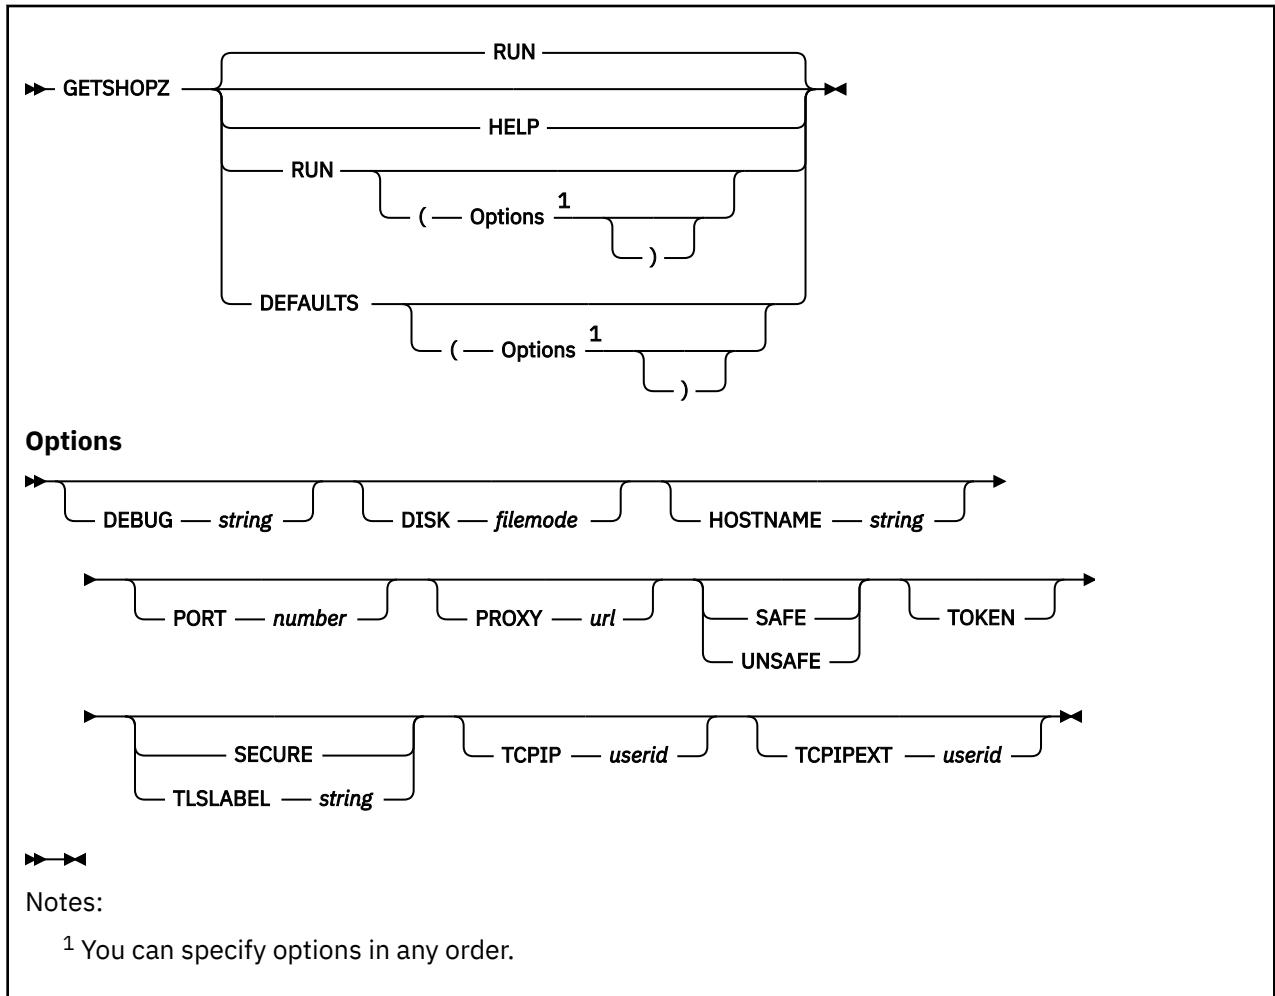 RUN
GETSHOPZ
HELP
RUN
( Options 1
)
DEFAULTS
( Options 1
)
Options
DEBUG string DISK filemode HOSTNAME string
PORT number PROXY url SAFE TOKEN
UNSAFE
SECURE TCPIP userid TCPIPEXT userid
TLSLABEL string
Notes:
1 You can specify options in any order.